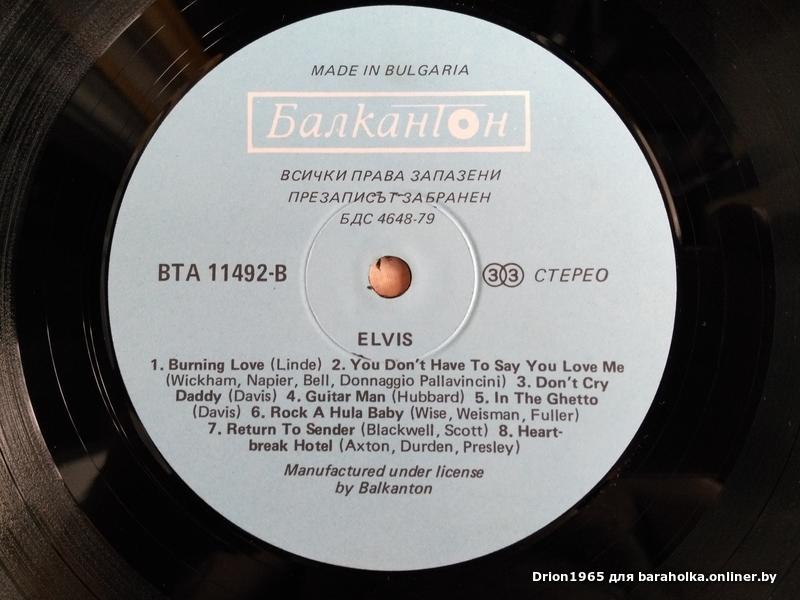 MADE IN BULGARIA
Балкантон
ВСИЧКИ ПРАВА ЗАПАЗЕНИ
ПРЕЗАПИСЪТ ЗАБРАНЕН
БДС 4648-79
ВТА 11492-В
33 СТЕРЕО
ELVIS
1. Burning Love (Linde) 2. You Don't Have To Say You Love Me
(Wickham, Napier, Bell, Donnaggio Pallavincini) 3. Don't Cry
Daddy (Davis) 4. Guitar Man (Hubbard) 5. In The Ghetto
(Davis) 6. Rock A Hula Baby (Wise, Weisman, Fuller)
7. Return To Sender (Blackwell, Scott) 8. Heart-
break Hotel (Axton, Durden, Presley)
Manufactured under license
by Balkanton
Drion1965 для baraholka.onliner.by